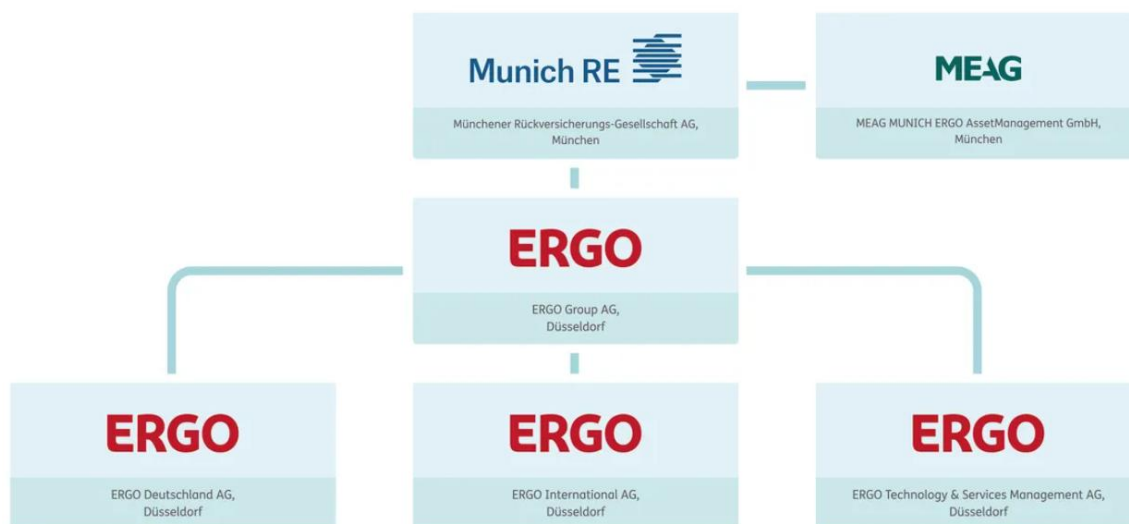 Munich RE
MEAG
Münchener Rückversicherungs-Gesellschaft AG,
München
MEAG MUNICH ERGO AssetManagement GmbH,
München
ERGO
ERGO Group AG,
Düsseldorf
ERGO
ERGO Deutschland AG,
Düsseldorf
ERGO
ERGO International AG,
Düsseldorf
ERGO
ERGO Technology & Services Management AG,
Düsseldorf